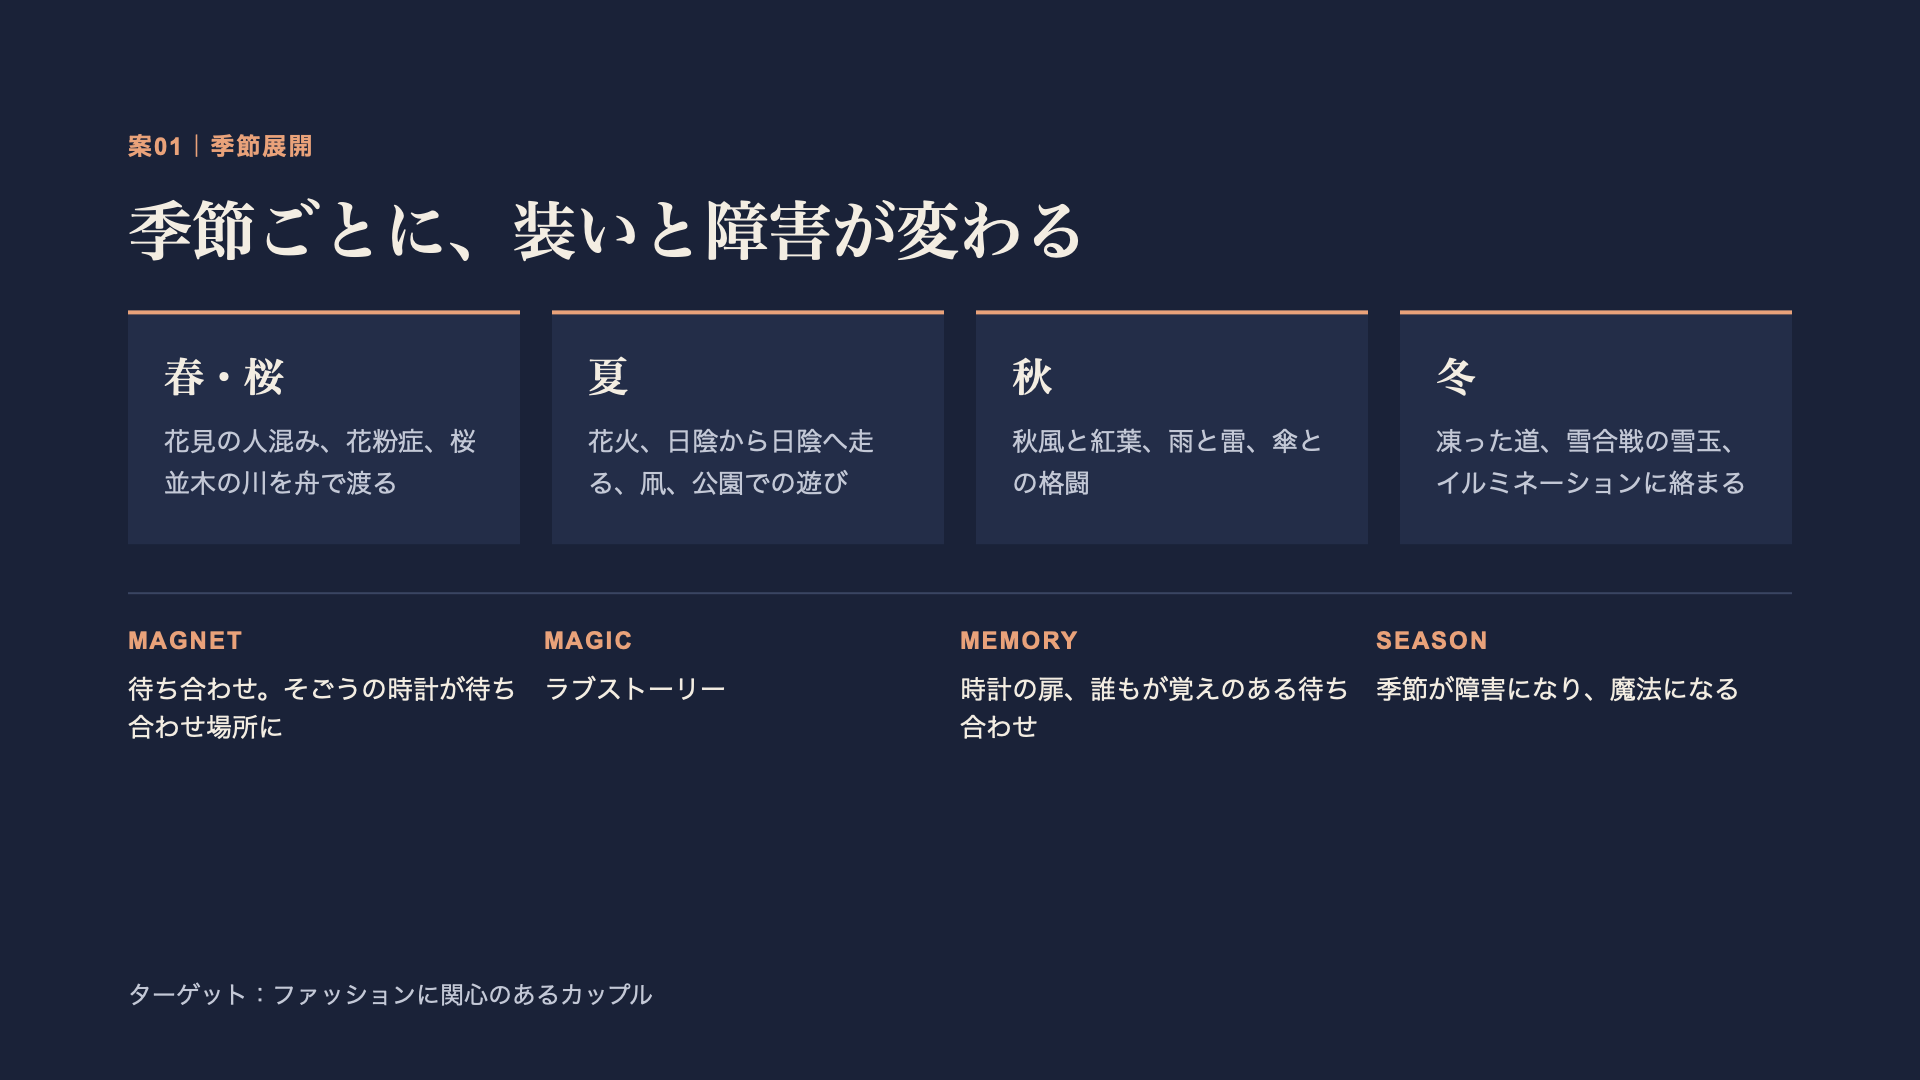 案01｜季節展開
季節ごとに、装いと障害が変わる
春・桜
花見の人混み、花粉症、桜
並木の川を舟で渡る
夏
花火、日陰から日陰へ走
る、凧、公園での遊び
秋
秋風と紅葉、雨と雷、傘と
の格闘
冬
凍った道、雪合戦の雪玉、
イルミネーションに絡まる
MAGNET
待ち合わせ。そごうの時計が待ち
合わせ場所に
MAGIC
ラブストーリー
MEMORY
時計の扉、誰もが覚えのある待ち
合わせ
SEASON
季節が障害になり、魔法になる
ターゲット：ファッションに関心のあるカップル